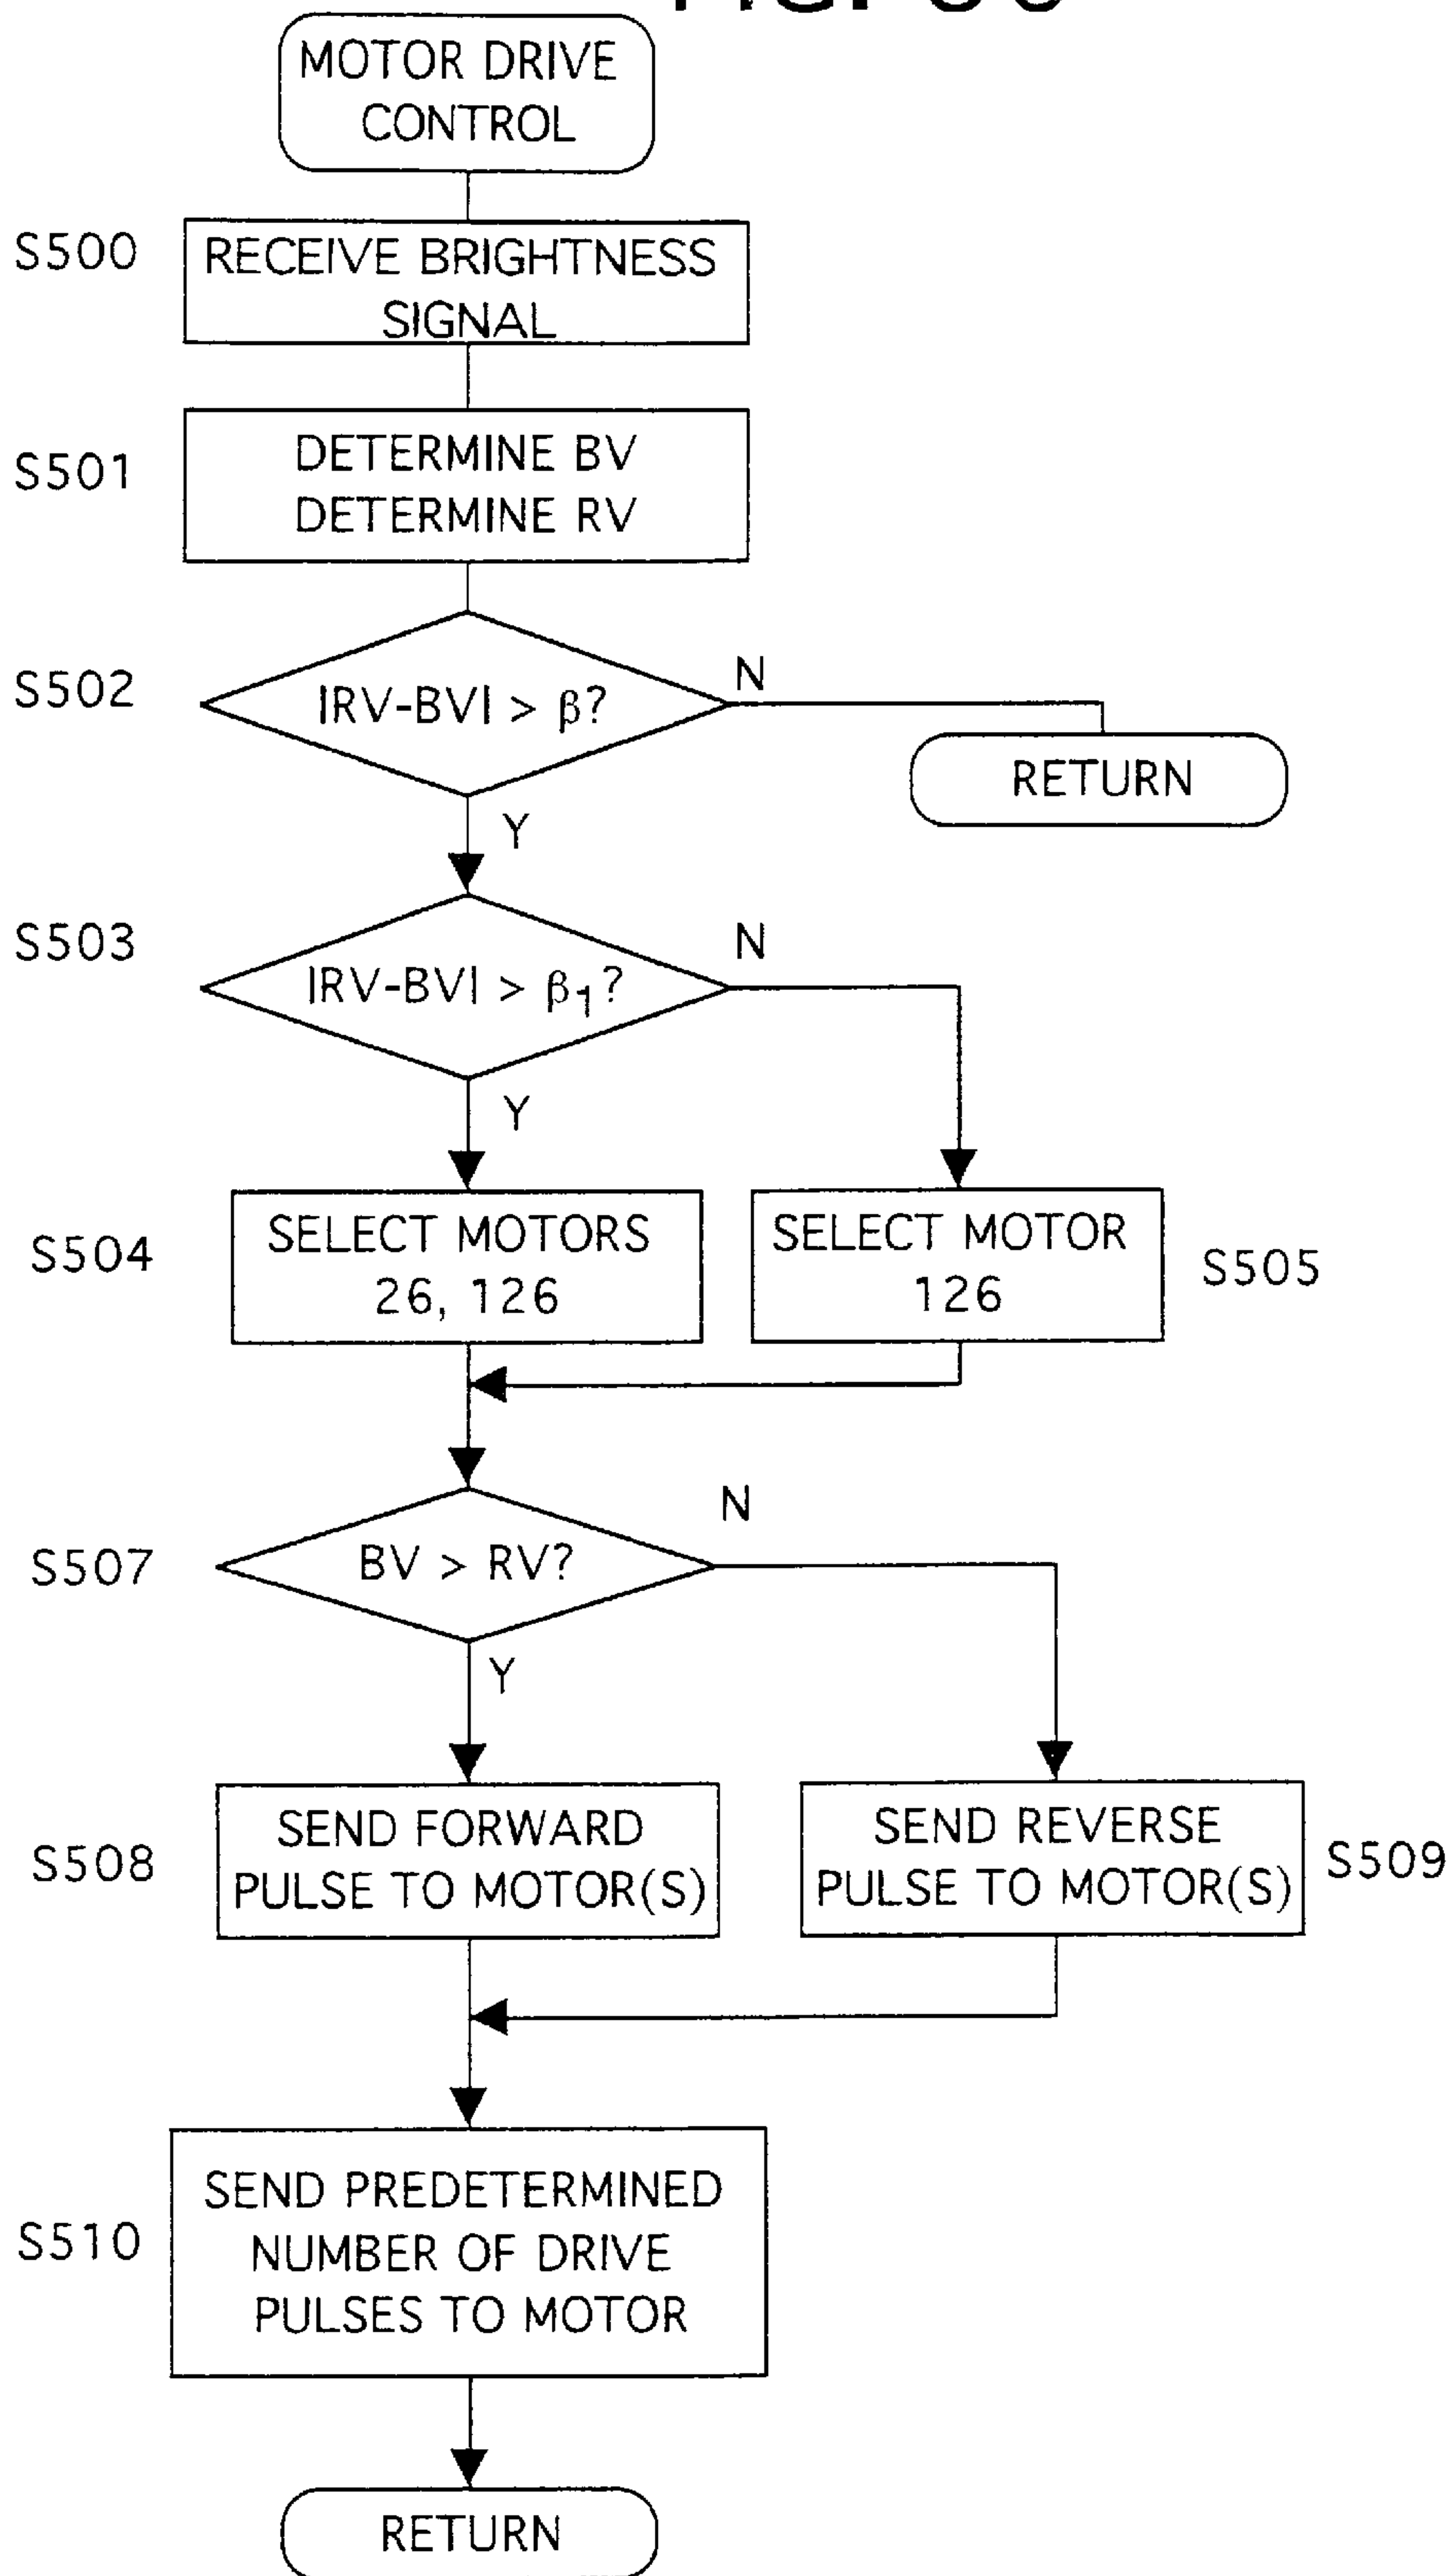 MOTOR DRIVE
CONTROL
S500
RECEIVE BRIGHTNESS
SIGNAL
S501
DETERMINE BV
DETERMINE RV
S502
|RV-BV| > β?
N
RETURN
Y
S503
|RV-BV| > β1?
N
Y
S504
SELECT MOTORS
26, 126
SELECT MOTOR
126
S505
S507
BV > RV?
N
Y
S508
SEND FORWARD
PULSE TO MOTOR(S)
SEND REVERSE
PULSE TO MOTOR(S)
S509
S510
SEND PREDETERMINED
NUMBER OF DRIVE
PULSES TO MOTOR
RETURN